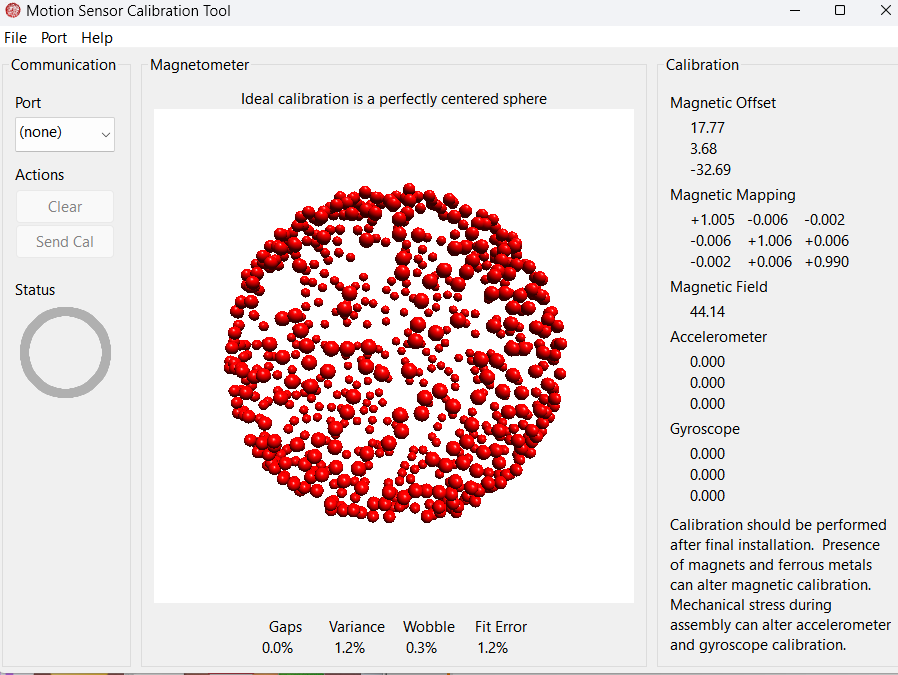 Motion Sensor Calibration Tool
File Port Help
Communication
Port
(none)
Actions
Clear
Send Cal
Status
Magnetometer
Ideal calibration is a perfectly centered sphere
Gaps Variance Wobble Fit Error
0.0% 1.2% 0.3% 1.2%
Calibration
Magnetic Offset
17.77
3.68
-32.69
Magnetic Mapping
+1.005 -0.006 -0.002
-0.006 +1.006 +0.006
-0.002 +0.006 +0.990
Magnetic Field
44.14
Accelerometer
0.000
0.000
0.000
Gyroscope
0.000
0.000
0.000
Calibration should be performed
after final installation. Presence
of magnets and ferrous metals
can alter magnetic calibration.
Mechanical stress during
assembly can alter accelerometer
and gyroscope calibration.